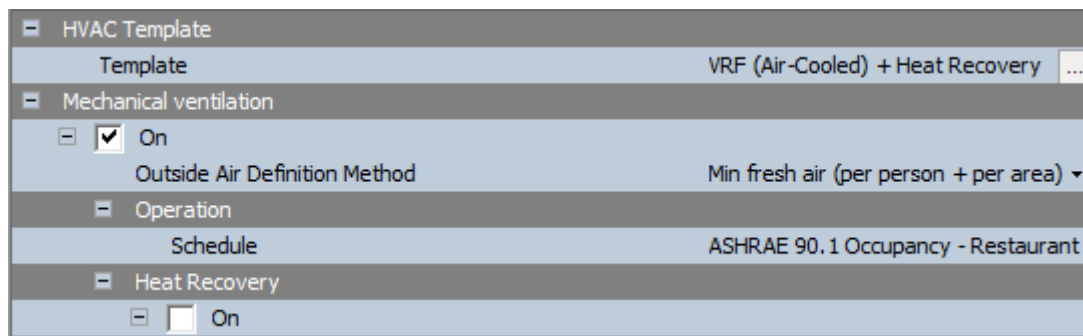 HVAC Template
Template VRF (Air-Cooled) + Heat Recovery ...
Mechanical ventilation
On
Outside Air Definition Method Min fresh air (per person + per area)
Operation
Schedule ASHRAE 90.1 Occupancy - Restaurant
Heat Recovery
On